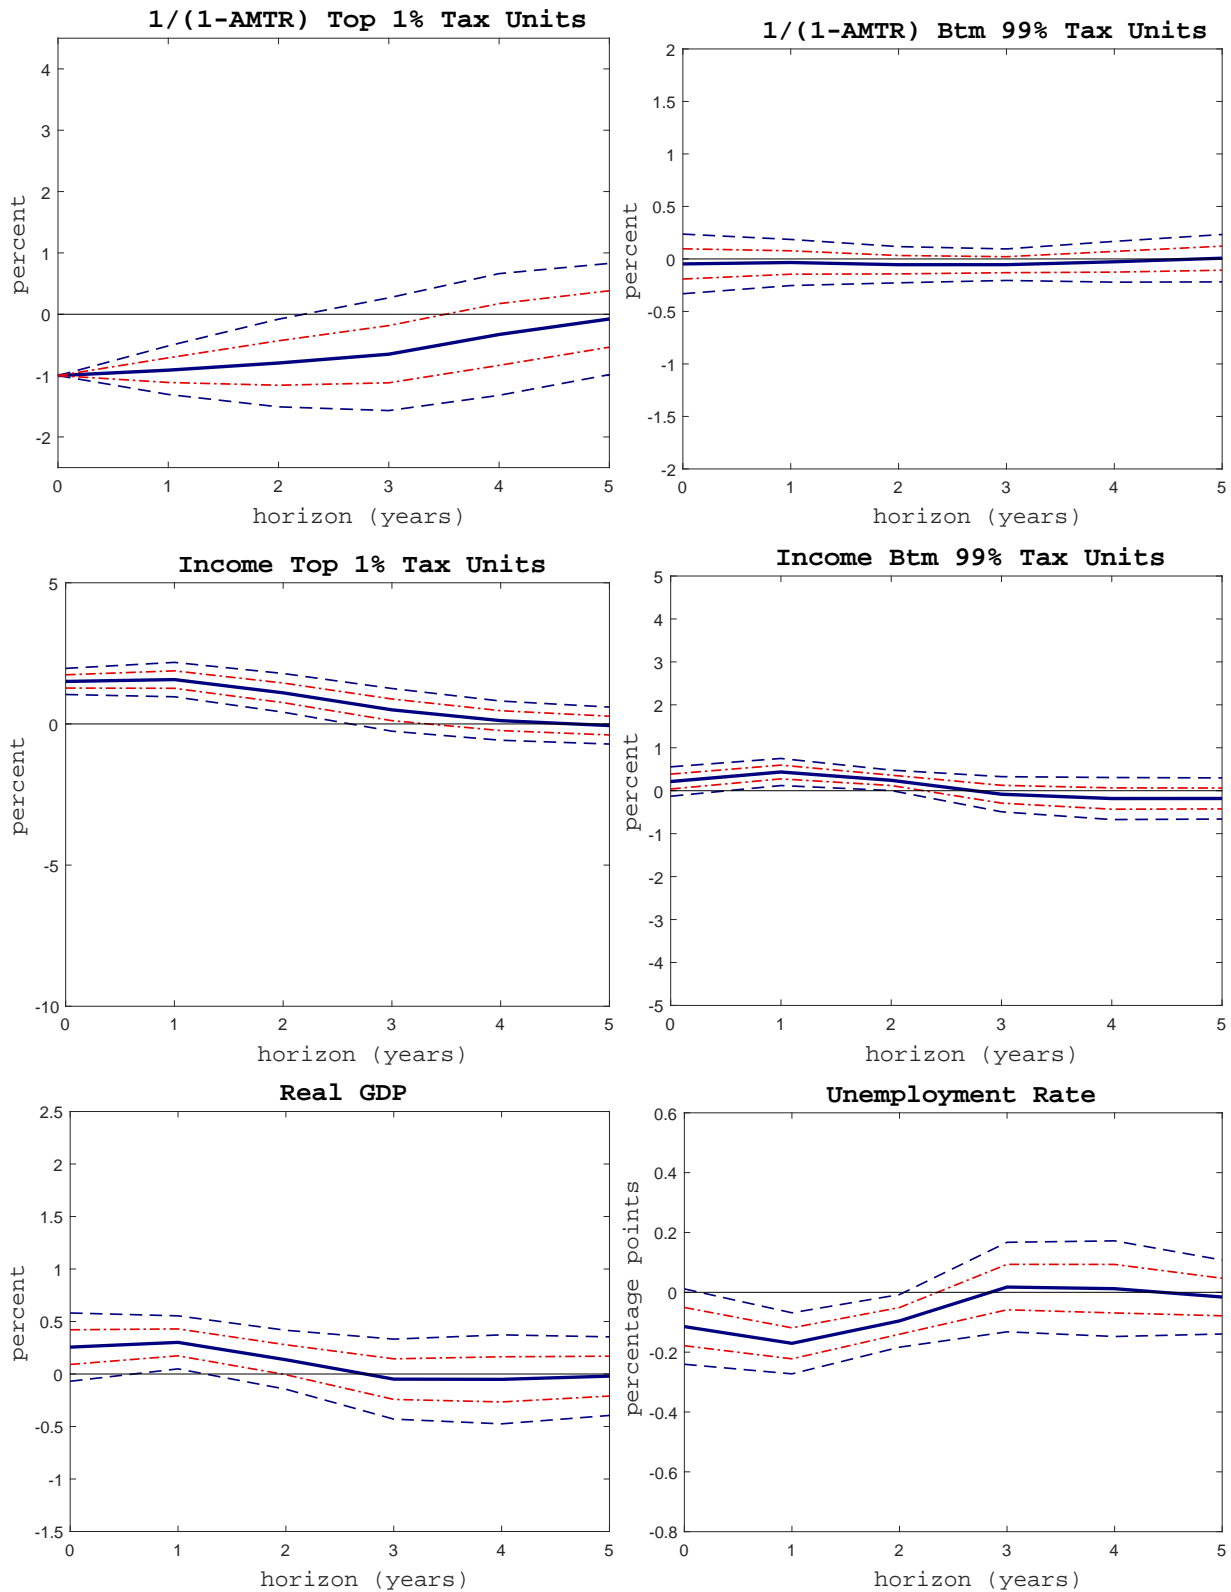 1/(1-AMTR) Top 1% Tax Units
4
3
2
1
0
-1
-2
percent
0 1 2 3 4 5
horizon (years)
1/(1-AMTR) Btm 99% Tax Units
2
1.5
1
0.5
0
-0.5
-1
-1.5
-2
percent
0 1 2 3 4 5
horizon (years)
Income Top 1% Tax Units
5
0
-5
-10
percent
0 1 2 3 4 5
horizon (years)
Income Btm 99% Tax Units
5
4
3
2
1
0
-1
-2
-3
-4
-5
percent
0 1 2 3 4 5
horizon (years)
Real GDP
2.5
2
1.5
1
0.5
0
-0.5
-1
-1.5
percent
0 1 2 3 4 5
horizon (years)
Unemployment Rate
0.6
0.4
0.2
0
-0.2
-0.4
-0.6
-0.8
percentage points
0 1 2 3 4 5
horizon (years)